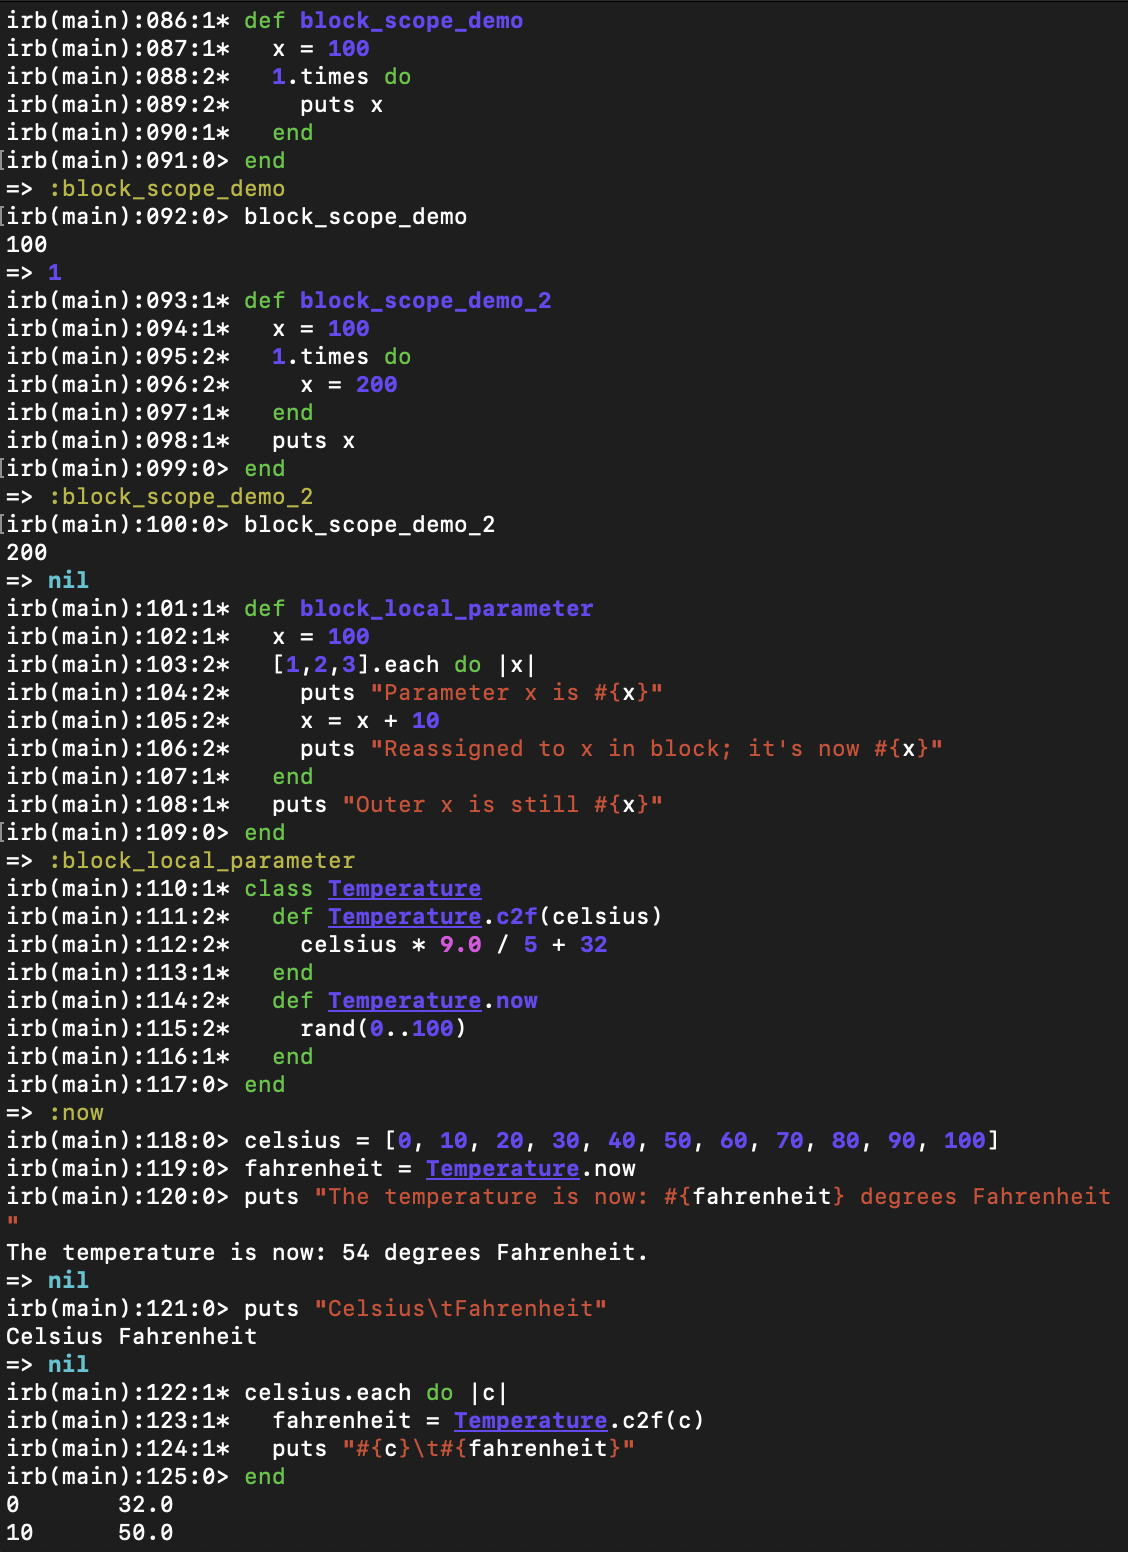 irb(main):086:1* def block_scope_demo
irb(main):087:1*   x = 100
irb(main):088:2*   1.times do
irb(main):089:2*     puts x
irb(main):090:1*   end
irb(main):091:0> end
=> :block_scope_demo
irb(main):092:0> block_scope_demo
100
=> 1
irb(main):093:1* def block_scope_demo_2
irb(main):094:1*   x = 100
irb(main):095:2*   1.times do
irb(main):096:2*     x = 200
irb(main):097:1*   end
irb(main):098:1*   puts x
irb(main):099:0> end
=> :block_scope_demo_2
irb(main):100:0> block_scope_demo_2
200
=> nil
irb(main):101:1* def block_local_parameter
irb(main):102:1*   x = 100
irb(main):103:2*   [1,2,3].each do |x|
irb(main):104:2*     puts "Parameter x is #{x}"
irb(main):105:2*     x = x + 10
irb(main):106:2*     puts "Reassigned to x in block; it's now #{x}"
irb(main):107:1*   end
irb(main):108:1*   puts "Outer x is still #{x}"
irb(main):109:0> end
=> :block_local_parameter
irb(main):110:1* class Temperature
irb(main):111:2*   def Temperature.c2f(celsius)
irb(main):112:2*     celsius * 9.0 / 5 + 32
irb(main):113:1*   end
irb(main):114:2*   def Temperature.now
irb(main):115:2*     rand(0..100)
irb(main):116:1*   end
irb(main):117:0> end
=> :now
irb(main):118:0> celsius = [0, 10, 20, 30, 40, 50, 60, 70, 80, 90, 100]
irb(main):119:0> fahrenheit = Temperature.now
irb(main):120:0> puts "The temperature is now: #{fahrenheit} degrees Fahrenheit
"
The temperature is now: 54 degrees Fahrenheit.
=> nil
irb(main):121:0> puts "Celsius\tFahrenheit"
Celsius Fahrenheit
=> nil
irb(main):122:1* celsius.each do |c|
irb(main):123:1*   fahrenheit = Temperature.c2f(c)
irb(main):124:1*   puts "#{c}\t#{fahrenheit}"
irb(main):125:0> end
0       32.0
10      50.0